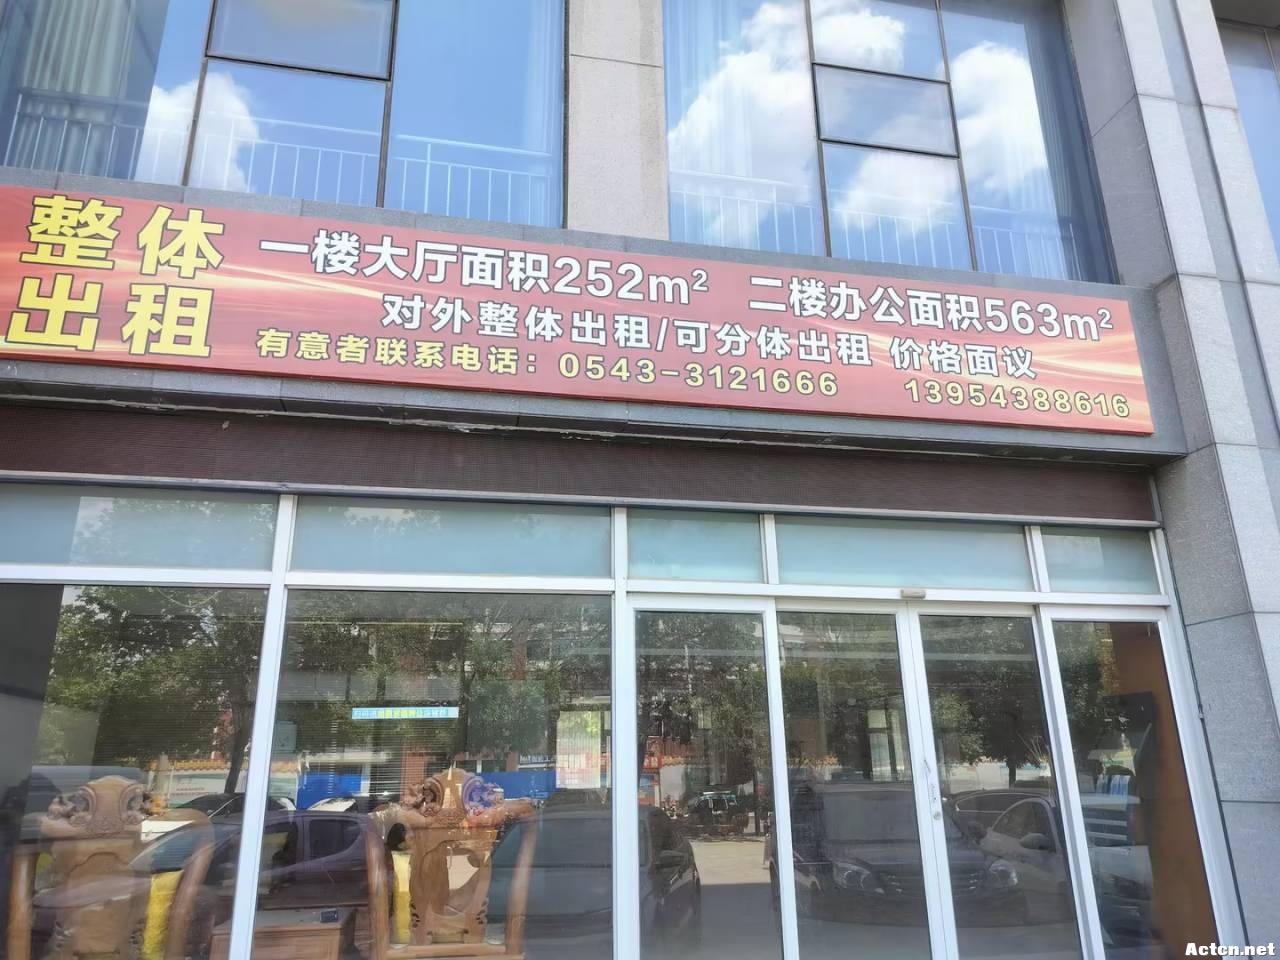 整体
出租
一楼大厅面积252m² 二楼办公面积563m²
对外整体出租/可分体出租 价格面议
有意者联系电话：0543-3121666 13954388616
Actcn.net